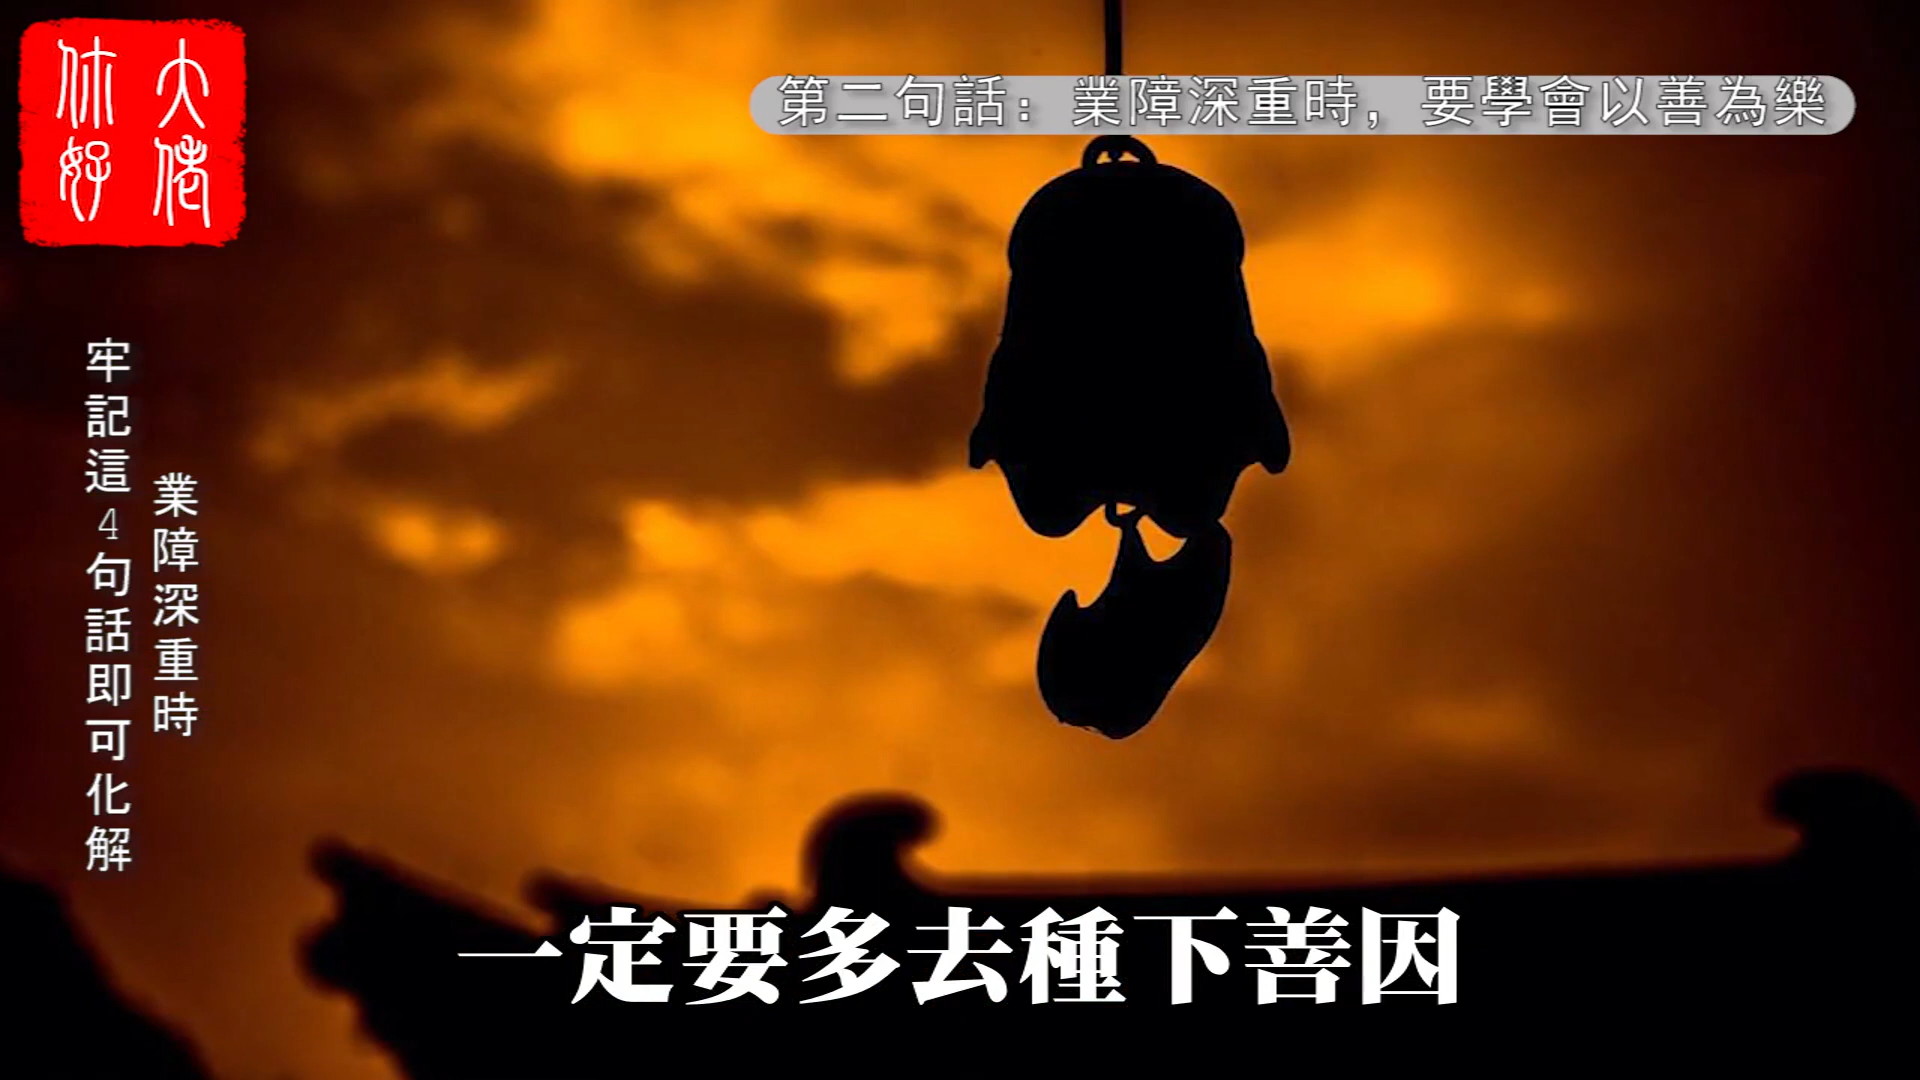 大佬
你好
第二句話：業障深重時，要學會以善為樂
業障深重時
牢記這4句話即可化解
一定要多去種下善因